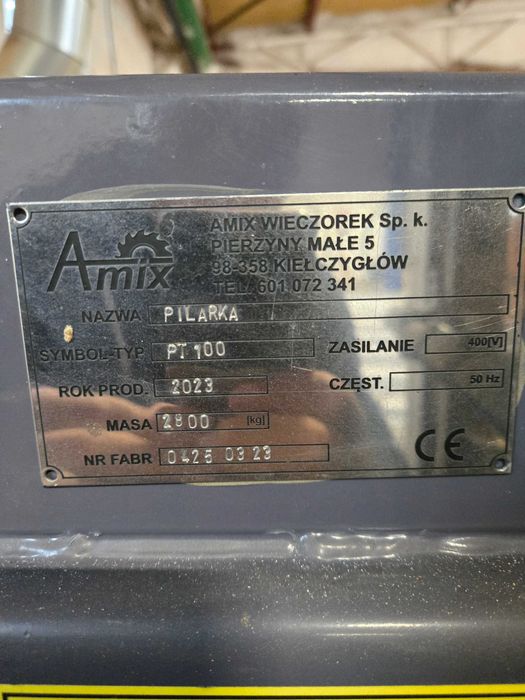 Amix
AMIX WIECZOREK Sp. k.
PIERZYNY MAŁE 5
98-358 KIEŁCZYGŁÓW
TEL. 601 072 341
NAZWA PILARKA
SYMBOL-TYP PT 100 ZASILANIE 400[V]
ROK PROD. 2023 CZĘST. 50 Hz
MASA 2800 [kg]
NR FABR 0425 03 23 CE